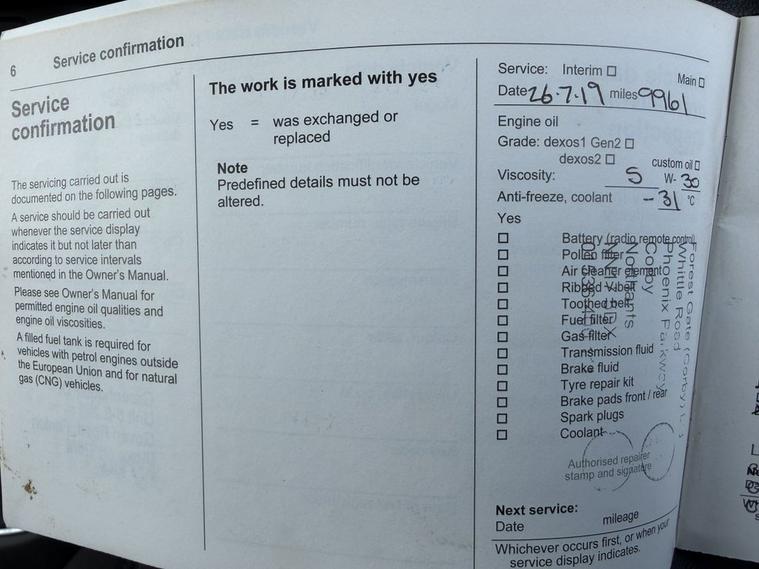 6 Service confirmation
Service
confirmation
The servicing carried out is
documented on the following pages.
A service should be carried out
whenever the service display
indicates it but not later than
according to service intervals
mentioned in the Owner's Manual.
Please see Owner's Manual for
permitted engine oil qualities and
engine oil viscosities.
A filled fuel tank is required for
vehicles with petrol engines outside
the European Union and for natural
gas (CNG) vehicles.
The work is marked with yes
Yes = was exchanged or
replaced
Note
Predefined details must not be
altered.
Service: Interim ☐ Main ☐
Date 26.7.19 miles 9961
Engine oil
Grade: dexos1 Gen2 ☐
dexos2 ☐ custom oil ☐
Viscosity: 5 W- 30
Anti-freeze, coolant -31 °C
Yes
☐ Battery (radio remote control)
☐ Pollen filter
☐ Air cleaner element
☐ Ribbed V-belt
☐ Toothed belt
☐ Fuel filter
☐ Gas filter
☐ Transmission fluid
☐ Brake fluid
☐ Tyre repair kit
☐ Brake pads front / rear
☐ Spark plugs
☐ Coolant
Forest Gate (Corby)
Whittle Road
Phoenix Parkway
Corby
Northants
Authorised repairer
stamp and signature
Next service:
Date mileage
Whichever occurs first, or when your
service display indicates.